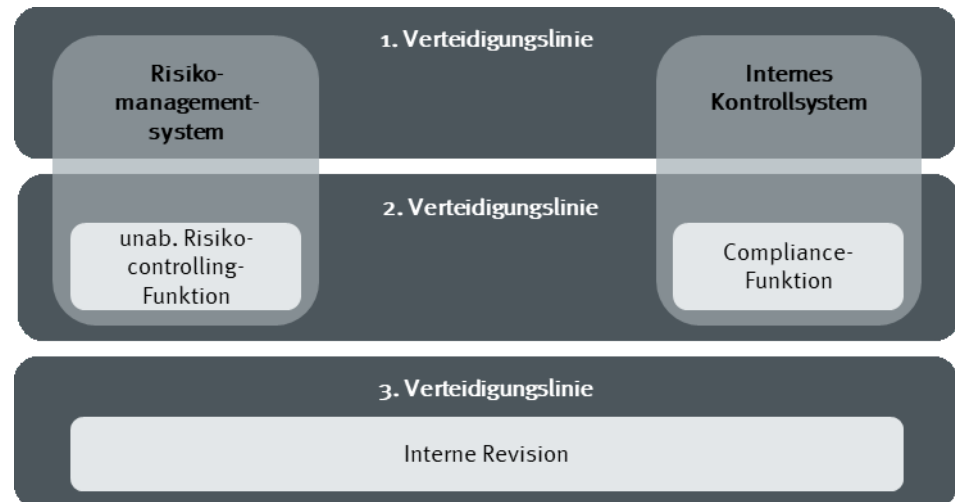 1. Verteidigungslinie
Risiko-
management-
system
Internes
Kontrollsystem
2. Verteidigungslinie
unab. Risiko-
controlling-
Funktion
Compliance-
Funktion
3. Verteidigungslinie
Interne Revision